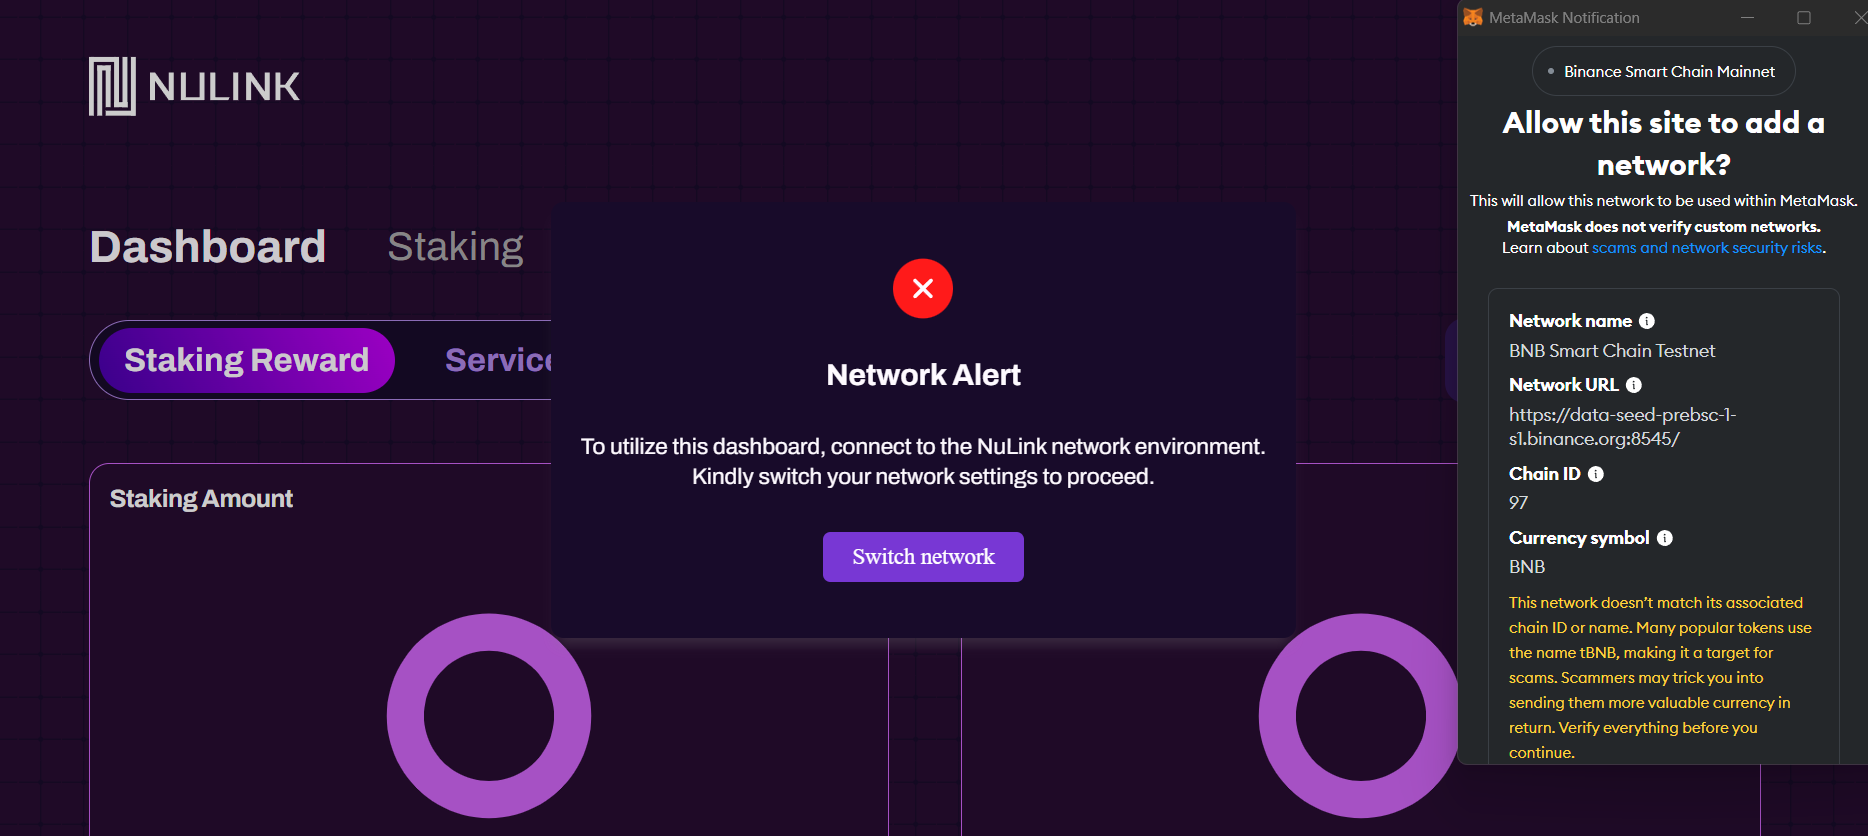 NULINK
Dashboard
Staking
Staking Reward
Service
Staking Amount
Network Alert
To utilize this dashboard, connect to the NuLink network environment.
Kindly switch your network settings to proceed.
Switch network
MetaMask Notification
Binance Smart Chain Mainnet
Allow this site to add a
network?
This will allow this network to be used within MetaMask.
MetaMask does not verify custom networks.
Learn about scams and network security risks.
Network name
BNB Smart Chain Testnet
Network URL
https://data-seed-prebsc-1-
s1.binance.org:8545/
Chain ID
97
Currency symbol
BNB
This network doesn’t match its associated
chain ID or name. Many popular tokens use
the name tBNB, making it a target for
scams. Scammers may trick you into
sending them more valuable currency in
return. Verify everything before you
continue.